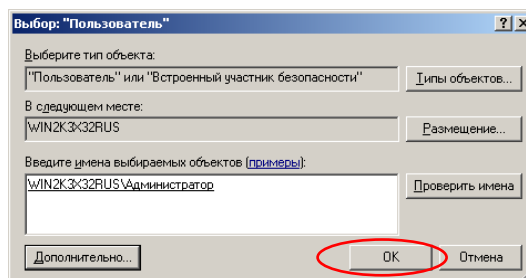 Выбор: "Пользователь"
Выберите тип объекта:
"Пользователь" или "Встроенный участник безопасности"
Типы объектов...
В следующем месте:
WIN2K3X32RUS
Размещение...
Введите имена выбираемых объектов (примеры):
WIN2K3X32RUS\Администратор
Проверить имена
Дополнительно...
OK
Отмена